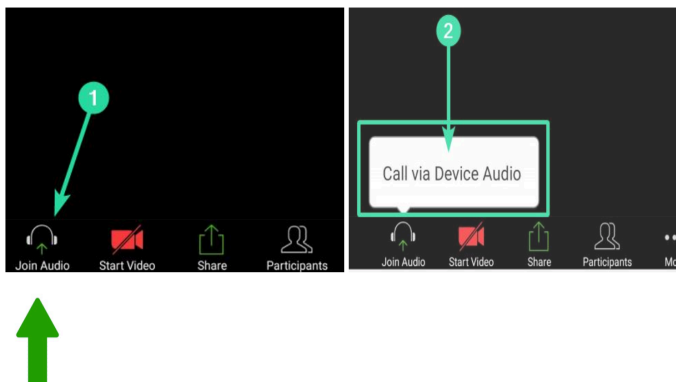 1
Join Audio Start Video Share Participants
2
Call via Device Audio
Join Audio Start Video Share Participants